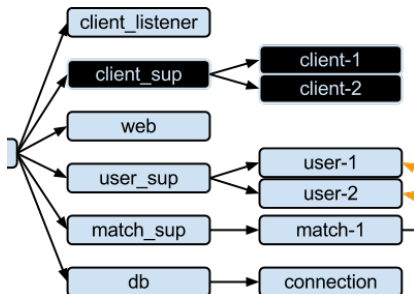 client_listener
client_sup
client-1
client-2
web
user_sup
user-1
user-2
match_sup
match-1
db
connection